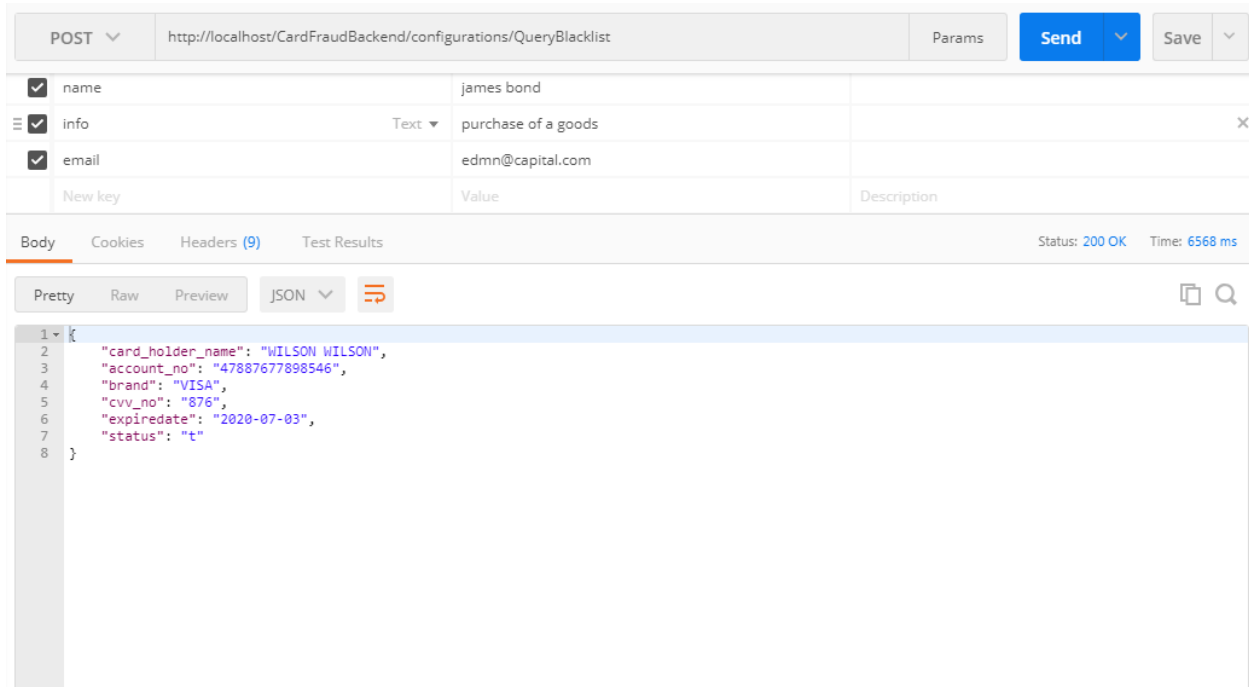 POST http://localhost/CardFraudBackend/configurations/QueryBlacklist Params Send Save
name james bond
info Text purchase of a goods
email edmn@capital.com
New key Value Description
Body Cookies Headers (9) Test Results Status: 200 OK Time: 6568 ms
Pretty Raw Preview JSON
1 {
2 "card_holder_name": "WILSON WILSON",
3 "account_no": "47887677898546",
4 "brand": "VISA",
5 "cvv_no": "876",
6 "expiredate": "2020-07-03",
7 "status": "t"
8 }